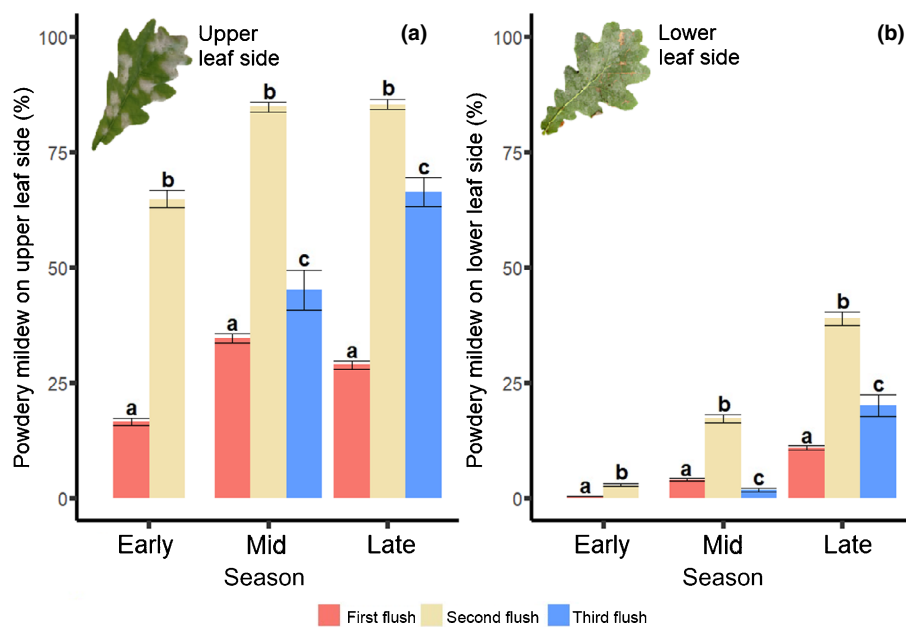 Upper
leaf side
(a)
Powdery mildew on upper leaf side (%)
100
75
50
25
0
a
b
a
b
c
a
b
c
Early
Mid
Late
Season
Lower
leaf side
(b)
Powdery mildew on lower leaf side (%)
100
75
50
25
0
a
b
a
b
c
a
b
c
Early
Mid
Late
Season
First flush
Second flush
Third flush